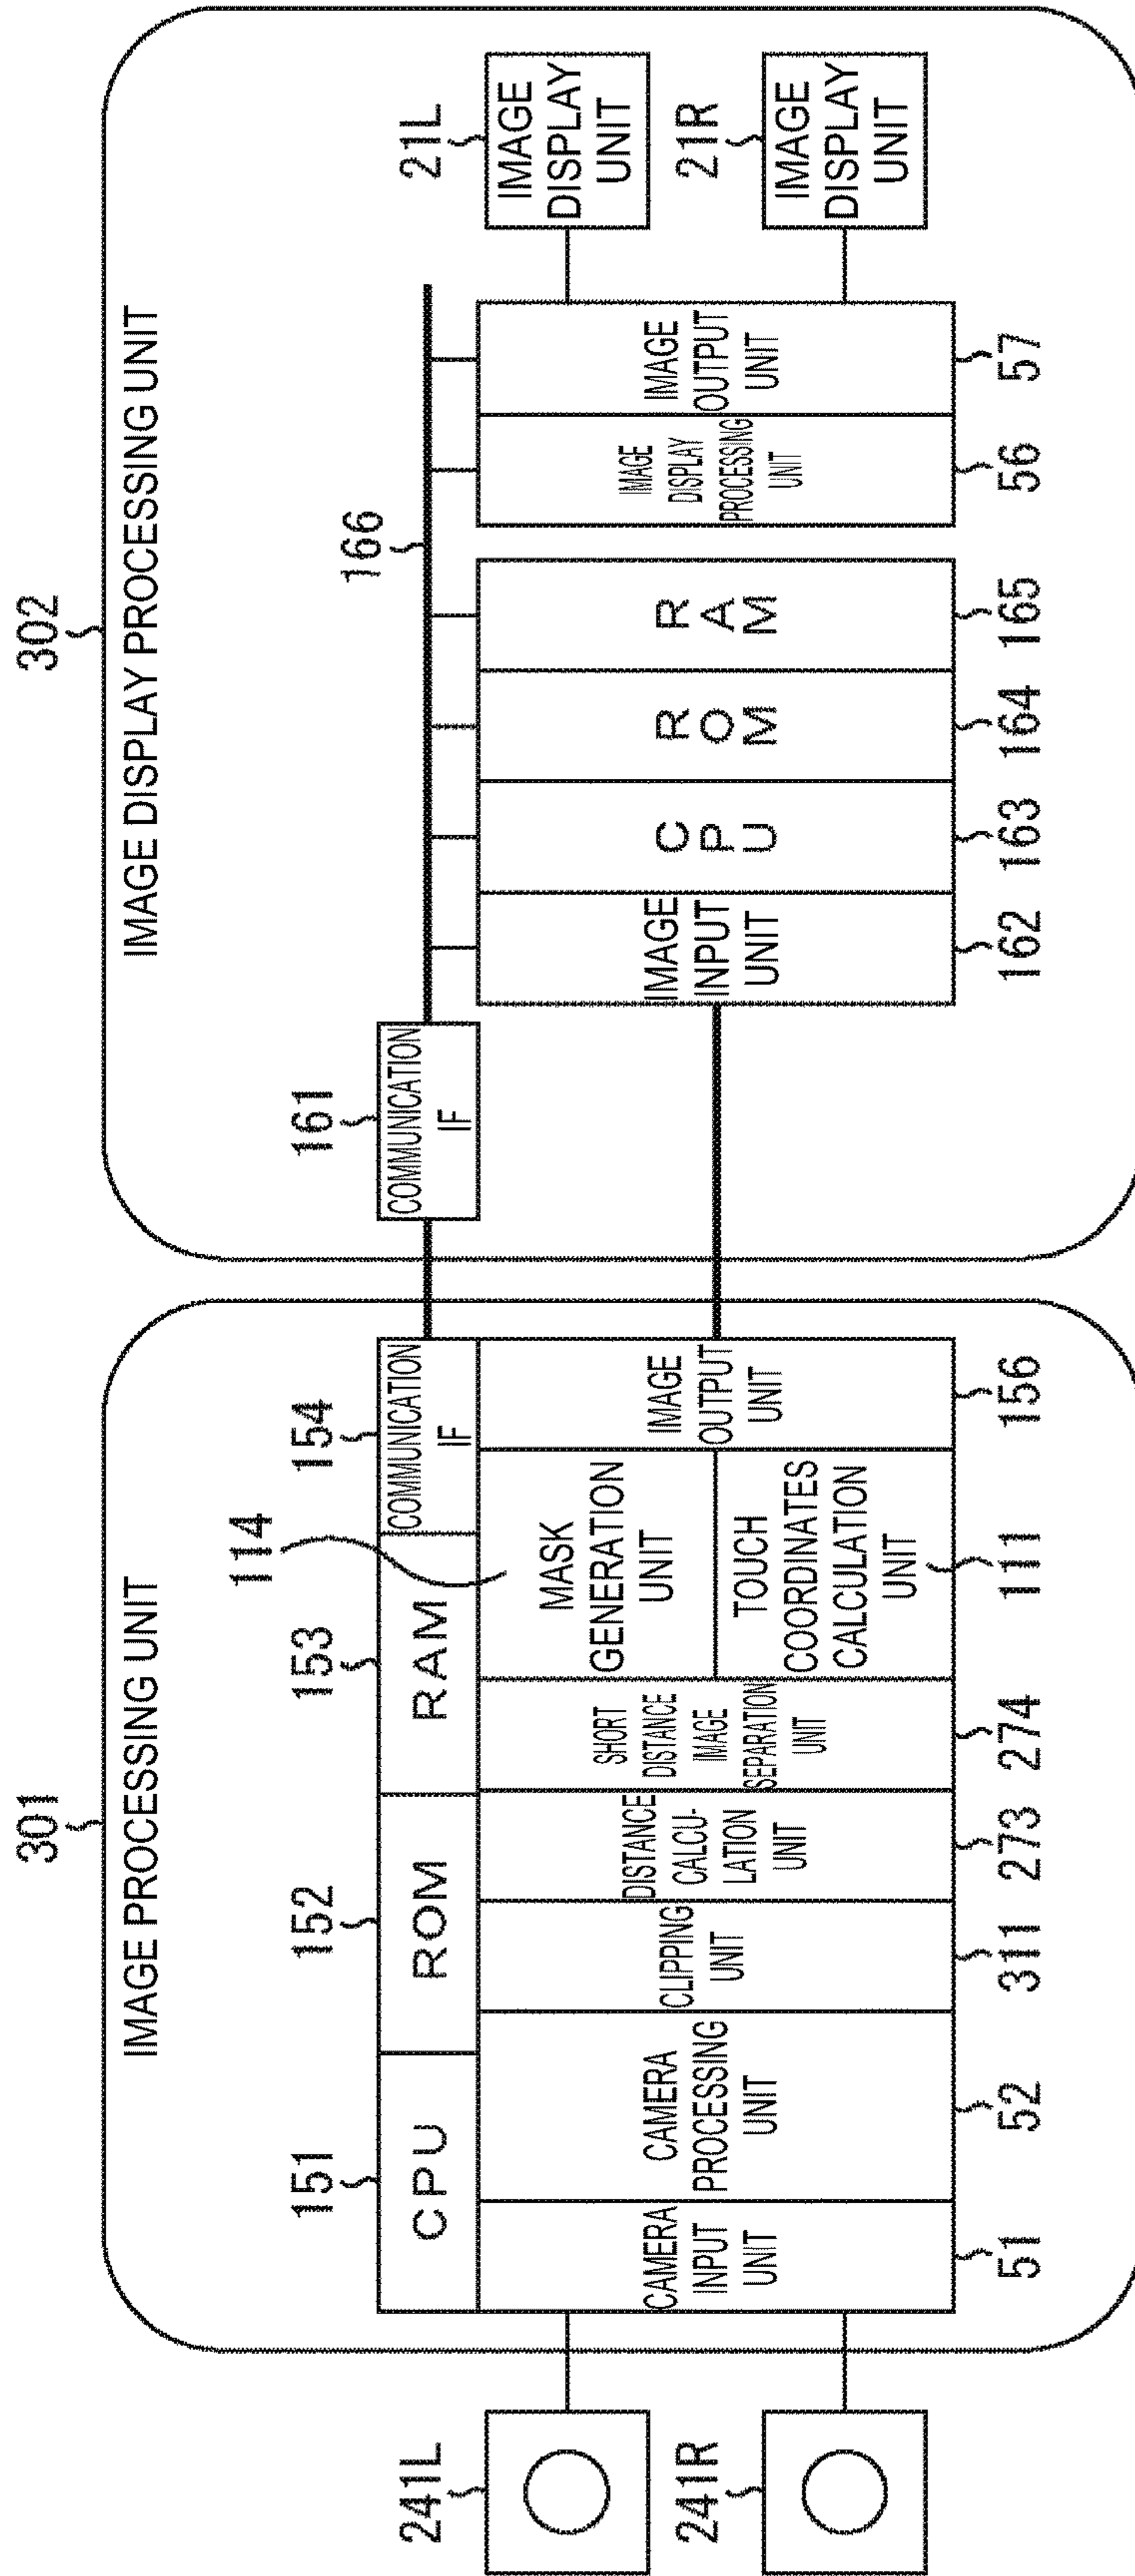 301
IMAGE PROCESSING UNIT
151
152
153
154
114
CPU
ROM
RAM
COMMUNICATION
IF
241L
241R
CAMERA
INPUT
UNIT
CAMERA
PROCESSING
UNIT
CLIPPING
UNIT
DISTANCE
CALCU-
LATION
UNIT
SHORT
DISTANCE
IMAGE
SEPARATION
UNIT
MASK
GENERATION
UNIT
TOUCH
COORDINATES
CALCULATION
UNIT
IMAGE
OUTPUT
UNIT
51
52
311
273
274
111
156
302
IMAGE DISPLAY PROCESSING UNIT
161
COMMUNICATION
IF
166
IMAGE
INPUT
UNIT
CPU
ROM
RAM
IMAGE
DISPLAY
PROCESSING
UNIT
IMAGE
OUTPUT
UNIT
21L
IMAGE
DISPLAY
UNIT
21R
IMAGE
DISPLAY
UNIT
162
163
164
165
56
57